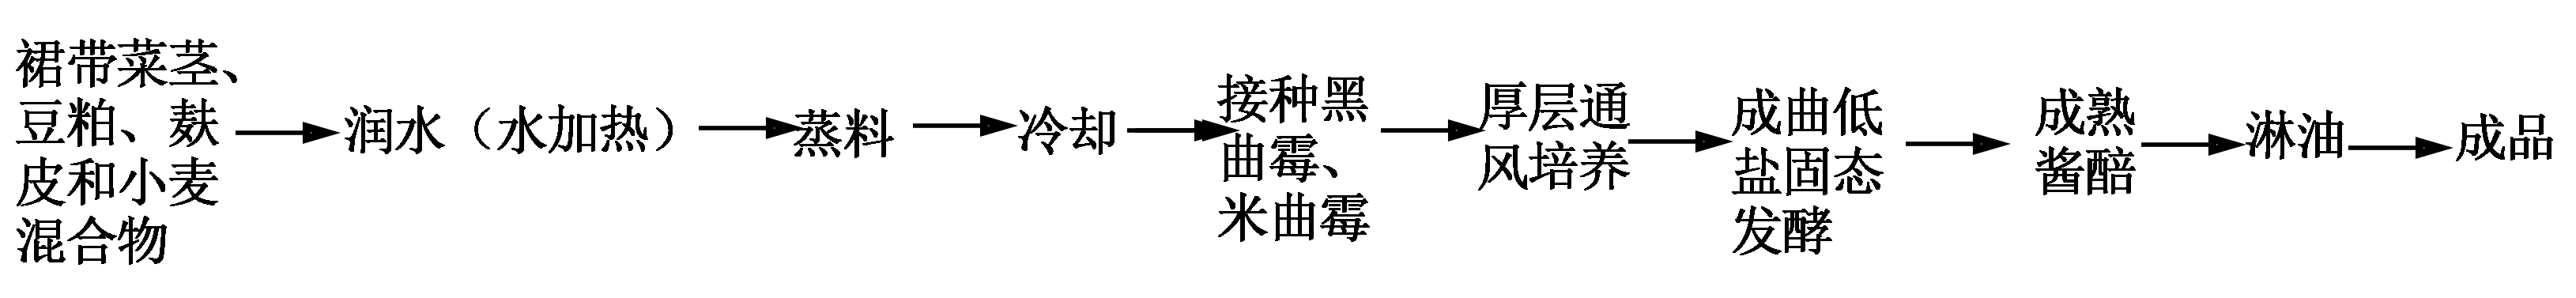 裙带菜茎、
豆粕、麸
皮和小麦
混合物
润水（水加热）
蒸料
冷却
接种黑
曲霉、
米曲霉
厚层通
风培养
成曲低
盐固态
发酵
成熟
酱醅
淋油
成品